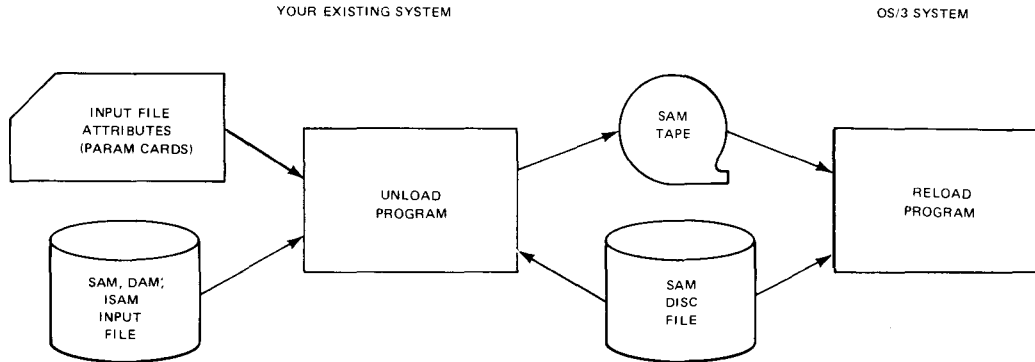 YOUR EXISTING SYSTEM
OS/3 SYSTEM
INPUT FILE
ATTRIBUTES
(PARAM CARDS)
SAM
TAPE
UNLOAD
PROGRAM
RELOAD
PROGRAM
SAM, DAM;
ISAM
INPUT
FILE
SAM
DISC
FILE